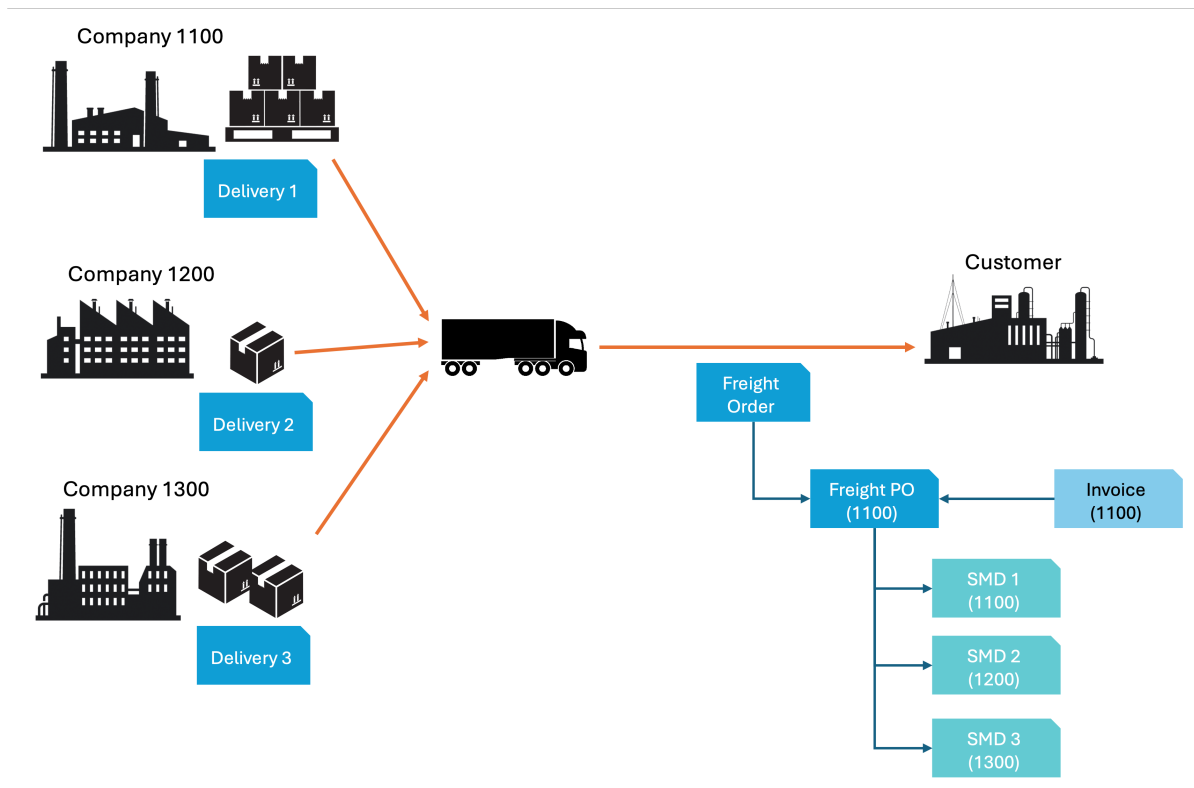 Company 1100
Delivery 1
Company 1200
Delivery 2
Company 1300
Delivery 3
Customer
Freight
Order
Freight PO
(1100)
Invoice
(1100)
SMD 1
(1100)
SMD 2
(1200)
SMD 3
(1300)